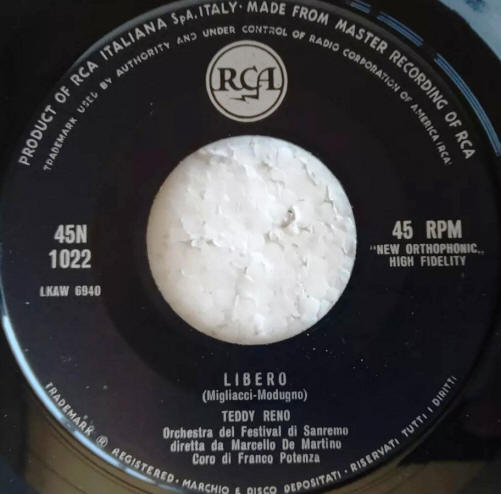 PRODUCT OF RCA ITALIANA SpA. ITALY · MADE FROM MASTER RECORDING OF RCA
TRADEMARK USED BY AUTHORITY AND UNDER CONTROL OF RADIO CORPORATION OF AMERICA (RCA)
RCA
45N
1022
LKAW 6940
45 RPM
"NEW ORTHOPHONIC„
HIGH FIDELITY
LIBERO
(Migliacci-Modugno)
TEDDY RENO
Orchestra del Festival di Sanremo
diretta da Marcello De Martino
Coro di Franco Potenza
TRADEMARK ® REGISTERED · MARCHIO E DISCO DEPOSITATI · RISERVATI TUTTI I DIRITTI